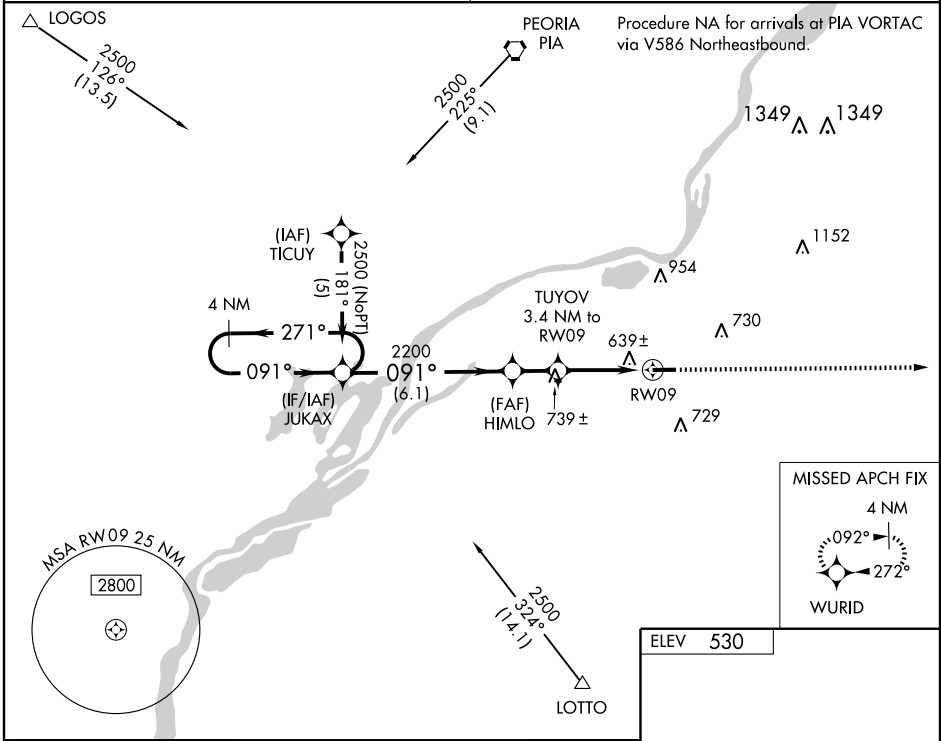 LOGOS
2500
126°
(13.5)
PEORIA
PIA
2500
225°
(9.1)
Procedure NA for arrivals at PIA VORTAC
via V586 Northeastbound.
1349
1349
1152
954
730
(IAF)
TICUY
2500 (NoPT)
181°
(5)
4 NM
271°
091°
(IF/IAF)
JUKAX
2200
091°
(6.1)
TUYOV
3.4 NM to
RW09
639±
(FAF)
HIMLO
739±
RW09
729
MISSED APCH FIX
4 NM
092°
272°
WURID
MSA RW09 25 NM
2800
2500
324°
(14.1)
LOTTO
ELEV 530